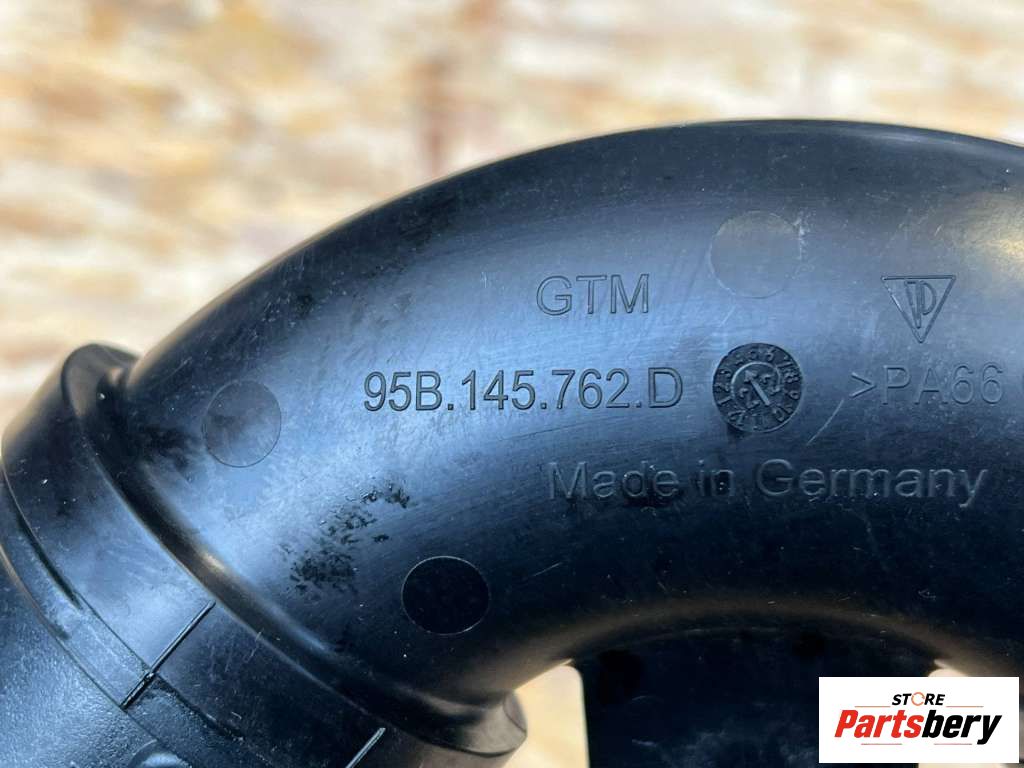 GTM
95B.145.762.D
>PA66
Made in Germany
STORE
Partsbery